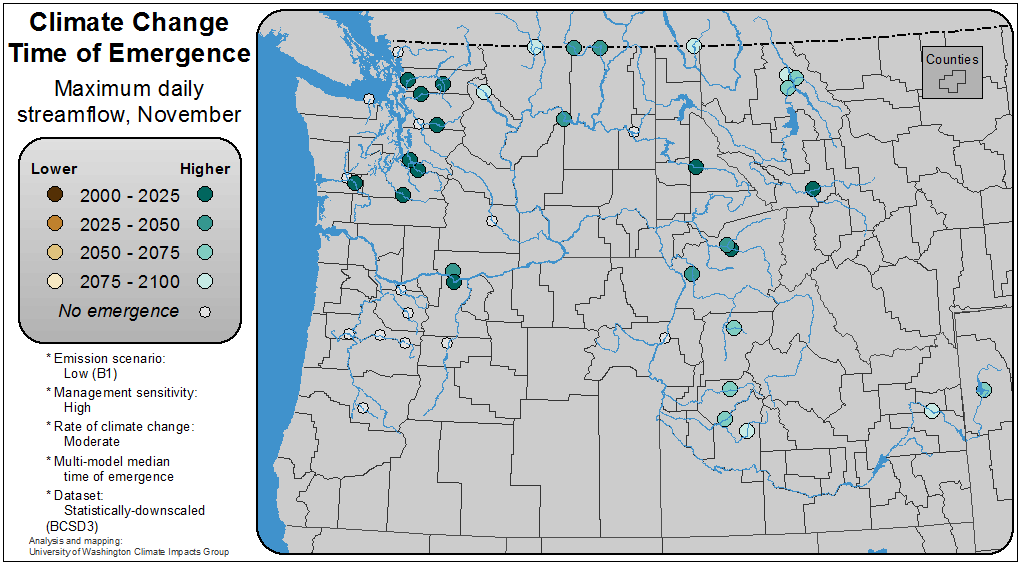 Climate Change
Time of Emergence
Maximum daily
streamflow, November
Lower Higher
2000 - 2025
2025 - 2050
2050 - 2075
2075 - 2100
No emergence
* Emission scenario:
Low (B1)
* Management sensitivity:
High
* Rate of climate change:
Moderate
* Multi-model median
time of emergence
* Dataset:
Statistically-downscaled
(BCSD3)
Analysis and mapping:
University of Washington Climate Impacts Group
Counties